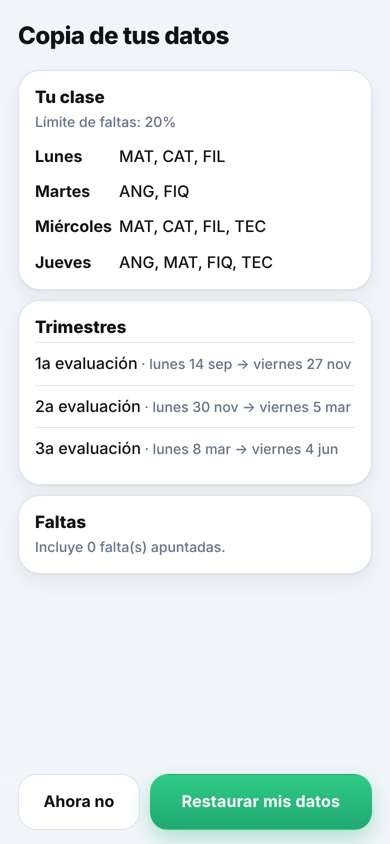 Copia de tus datos
Tu clase
Límite de faltas: 20%
Lunes MAT, CAT, FIL
Martes ANG, FIQ
Miércoles MAT, CAT, FIL, TEC
Jueves ANG, MAT, FIQ, TEC
Trimestres
1a evaluación · lunes 14 sep → viernes 27 nov
2a evaluación · lunes 30 nov → viernes 5 mar
3a evaluación · lunes 8 mar → viernes 4 jun
Faltas
Incluye 0 falta(s) apuntadas.
Ahora no
Restaurar mis datos